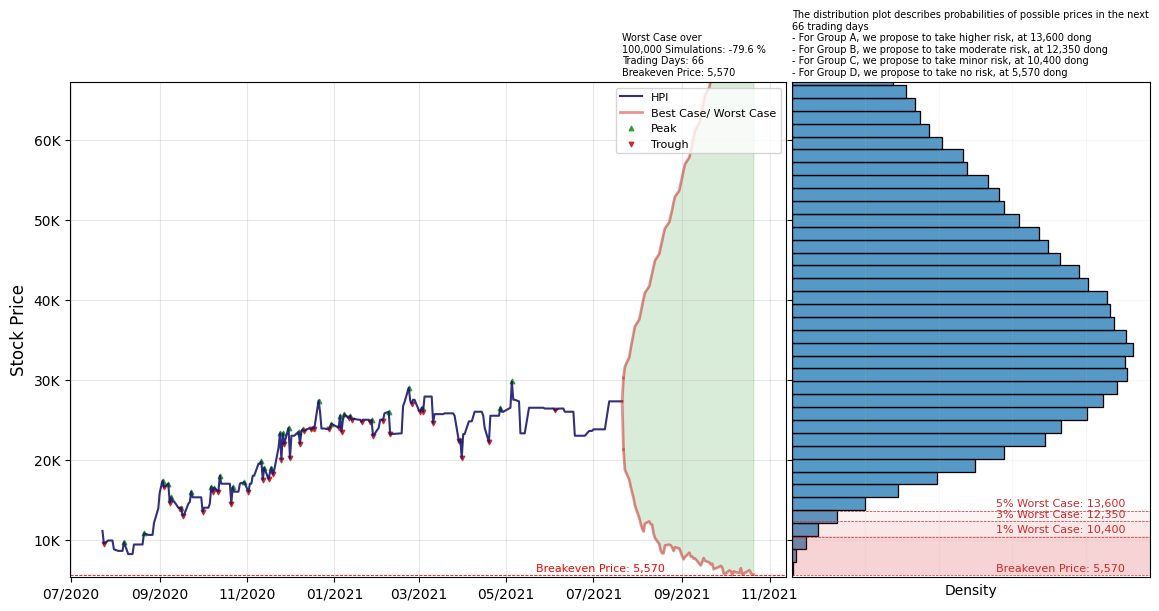 The distribution plot describes probabilities of possible prices in the next
66 trading days
- For Group A, we propose to take higher risk, at 13,600 dong
- For Group B, we propose to take moderate risk, at 12,350 dong
- For Group C, we propose to take minor risk, at 10,400 dong
- For Group D, we propose to take no risk, at 5,570 dong
Worst Case over
100,000 Simulations: -79.6 %
Trading Days: 66
Breakeven Price: 5,570
HPI
Best Case/ Worst Case
Peak
Trough
Stock Price
60K
50K
40K
30K
20K
10K
Breakeven Price: 5,570
07/2020
09/2020
11/2020
01/2021
03/2021
05/2021
07/2021
09/2021
11/2021
5% Worst Case: 13,600
3% Worst Case: 12,350
1% Worst Case: 10,400
Breakeven Price: 5,570
Density